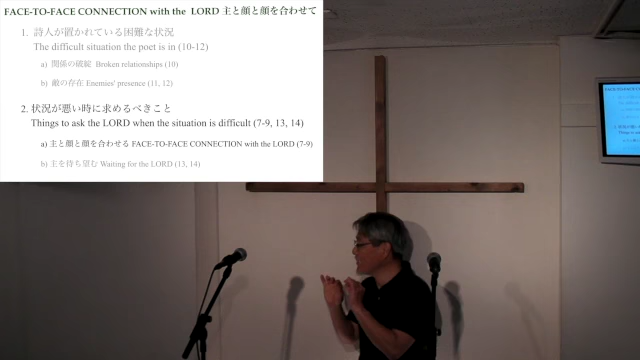 FACE-TO-FACE CONNECTION with the LORD 主と顔と顔を合わせて
1. 詩人が置かれている困難な状況
The difficult situation the poet is in (10-12)
a) 関係の破綻 Broken relationships (10)
b) 敵の存在 Enemies' presence (11, 12)
2. 状況が悪い時に求めるべきこと
Things to ask the LORD when the situation is difficult (7-9, 13, 14)
a) 主と顔と顔を合わせる FACE-TO-FACE CONNECTION with the LORD (7-9)
b) 主を待ち望む Waiting for the LORD (13, 14)